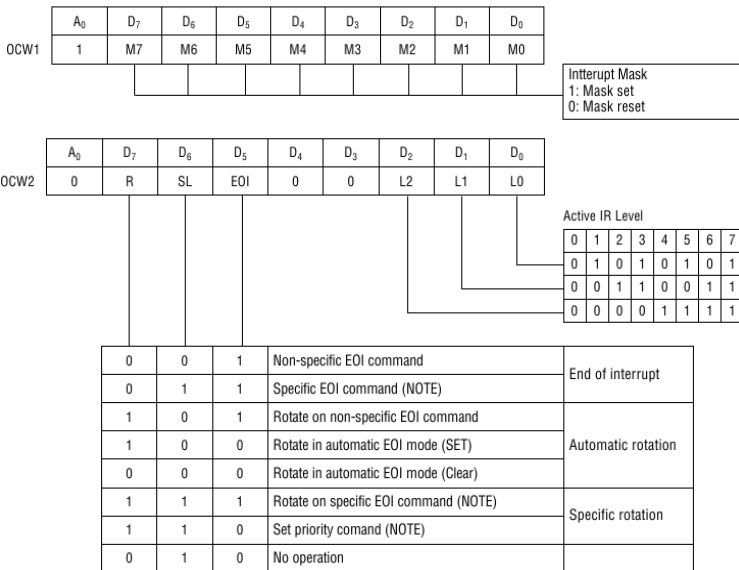 A0 D7 D6 D5 D4 D3 D2 D1 D0
OCW1 1 M7 M6 M5 M4 M3 M2 M1 M0
Intterupt Mask
1: Mask set
0: Mask reset
A0 D7 D6 D5 D4 D3 D2 D1 D0
OCW2 0 R SL EOI 0 0 L2 L1 L0
Active IR Level
0 1 2 3 4 5 6 7
0 1 0 1 0 1 0 1
0 0 1 1 0 0 1 1
0 0 0 0 1 1 1 1
0 0 1 Non-specific EOI command
End of interrupt
0 1 1 Specific EOI command (NOTE)
1 0 1 Rotate on non-specific EOI command
1 0 0 Rotate in automatic EOI mode (SET) Automatic rotation
0 0 0 Rotate in automatic EOI mode (Clear)
1 1 1 Rotate on specific EOI command (NOTE)
Specific rotation
1 1 0 Set priority comand (NOTE)
0 1 0 No operation